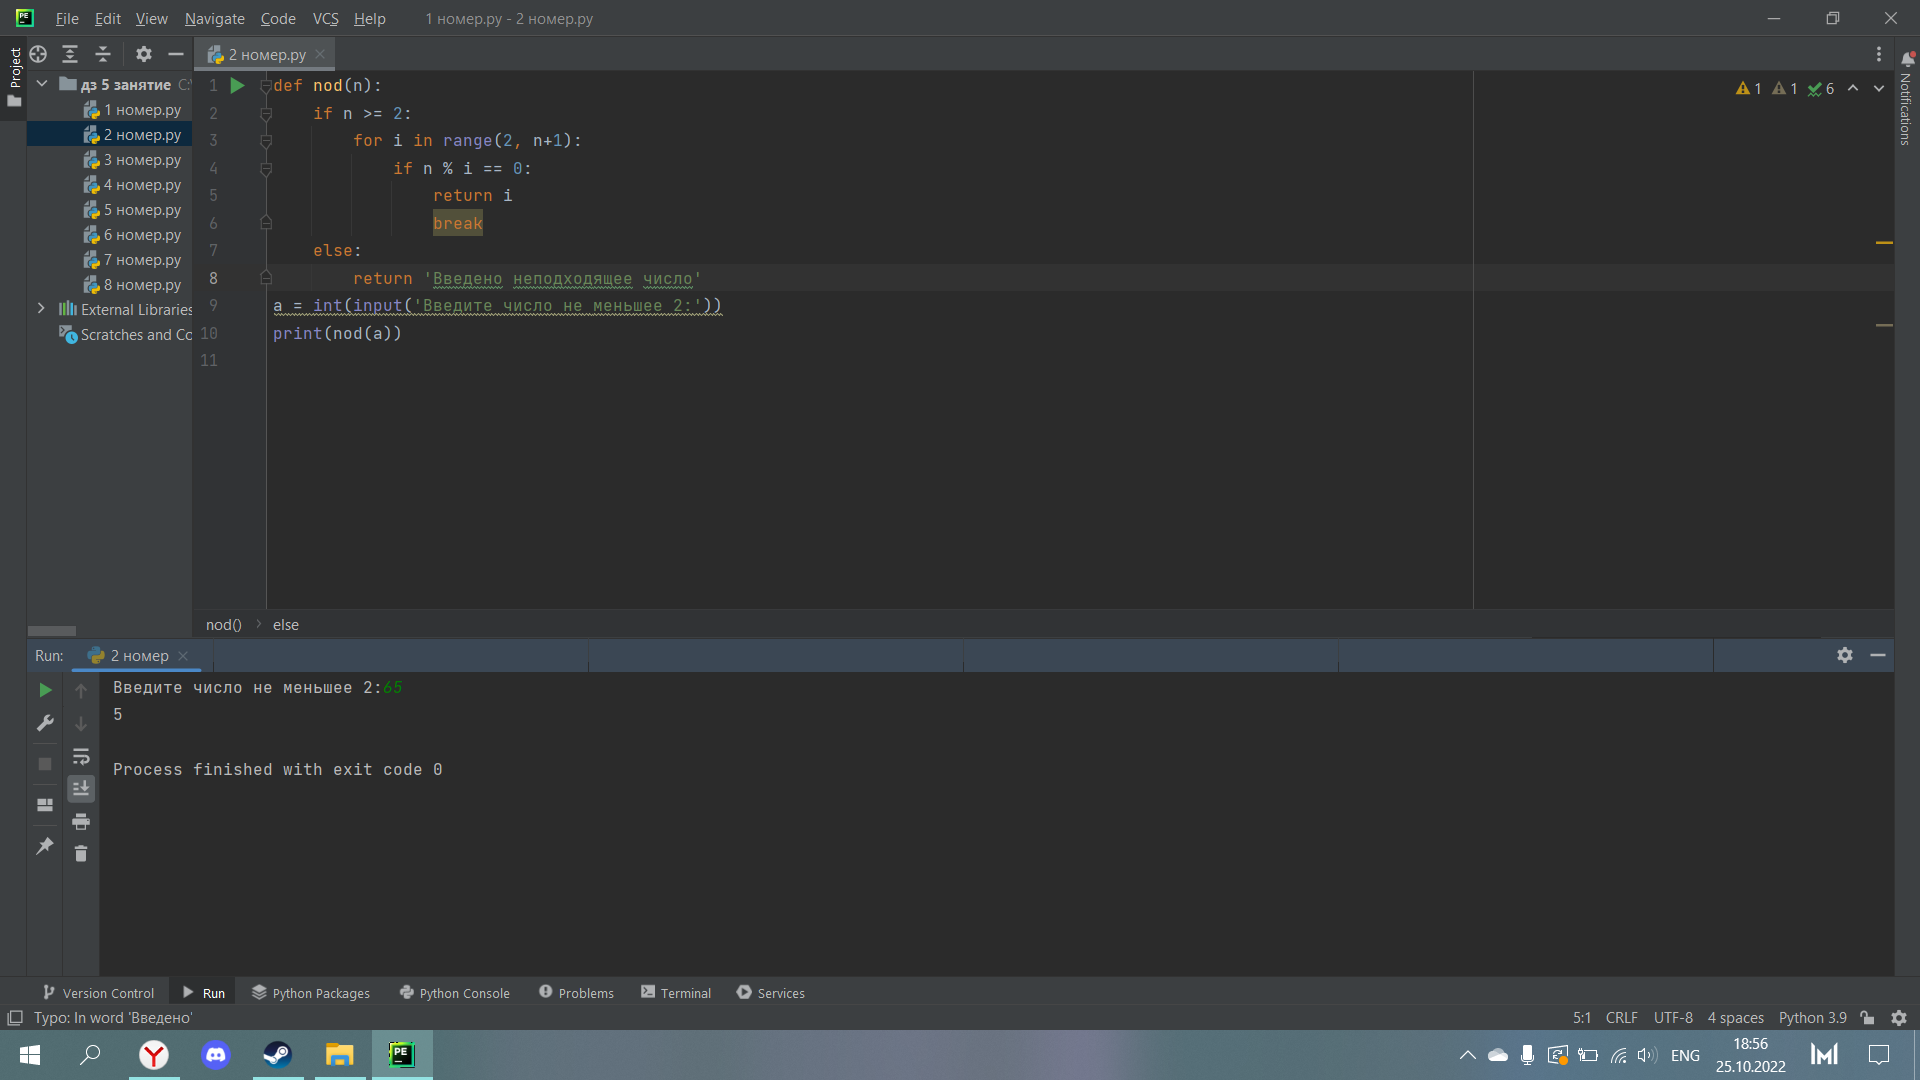 File Edit View Navigate Code VCS Help 1 номер.py - 2 номер.py
Project
2 номер.py
дз 5 занятие C:\
1 номер.py
2 номер.py
3 номер.py
4 номер.py
5 номер.py
6 номер.py
7 номер.py
8 номер.py
External Libraries
Scratches and Co
1 def nod(n):
2 if n >= 2:
3 for i in range(2, n+1):
4 if n % i == 0:
5 return i
6 break
7 else:
8 return 'Введено неподходящее число'
9 a = int(input('Введите число не меньшее 2:'))
10 print(nod(a))
11
1 1 6
Notifications
nod() > else
Run: 2 номер
Введите число не меньшее 2:65
5
Process finished with exit code 0
Version Control Run Python Packages Python Console Problems Terminal Services
Typo: In word 'Введено' 5:1 CRLF UTF-8 4 spaces Python 3.9
ENG
18:56
25.10.2022